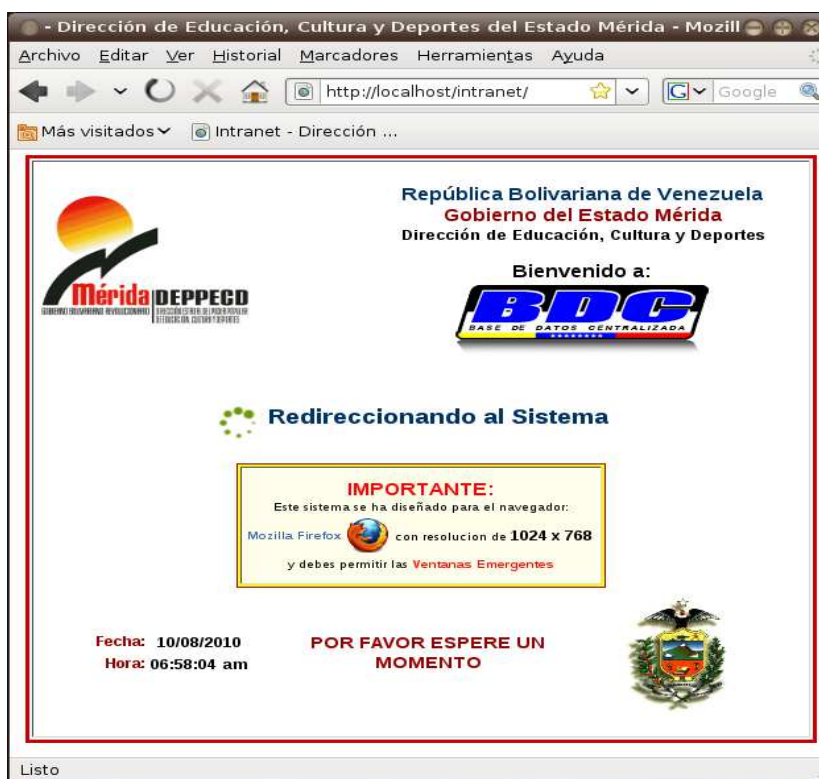 - Dirección de Educación, Cultura y Deportes del Estado Mérida - Mozill
Archivo Editar Ver Historial Marcadores Herramientas Ayuda
http://localhost/intranet/ Google
Más visitados Intranet - Dirección ...
República Bolivariana de Venezuela
Gobierno del Estado Mérida
Dirección de Educación, Cultura y Deportes
Bienvenido a:
BDC
BASE DE DATOS CENTRALIZADA
Mérida DEPPECD
GOBIERNO BOLIVARIANO REVOLUCIONARIO
Redireccionando al Sistema
IMPORTANTE:
Este sistema se ha diseñado para el navegador:
Mozilla Firefox con resolucion de 1024 x 768
y debes permitir las Ventanas Emergentes
Fecha: 10/08/2010
Hora: 06:58:04 am
POR FAVOR ESPERE UN
MOMENTO
Listo